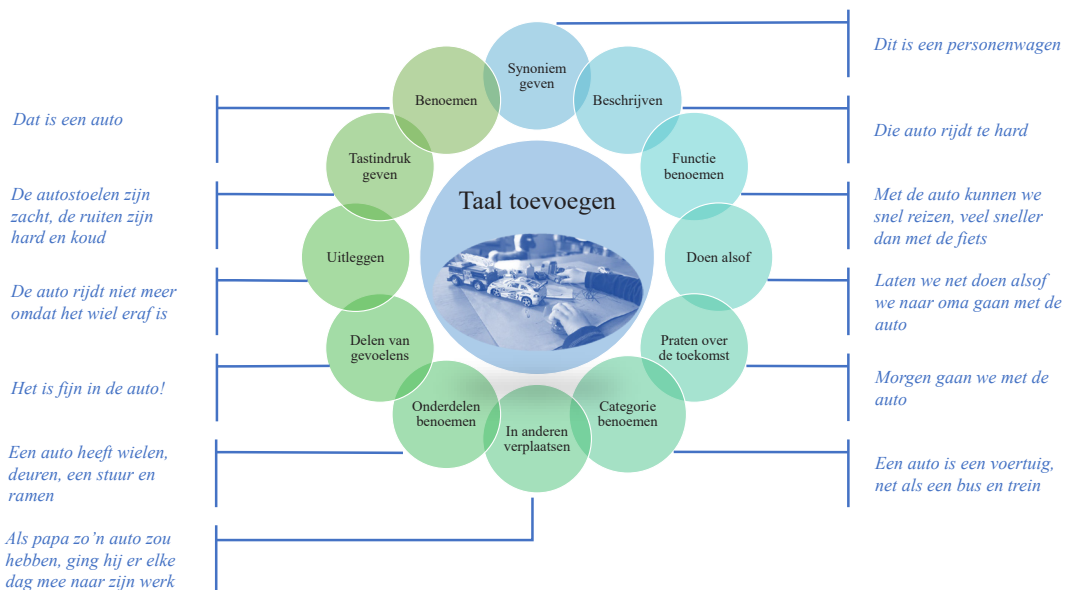 Taal toevoegen
Synoniem
geven
Dit is een personenwagen
Beschrijven
Die auto rijdt te hard
Functie
benoemen
Met de auto kunnen we
snel reizen, veel sneller
dan met de fiets
Doen alsof
Laten we net doen alsof
we naar oma gaan met de
auto
Praten over
de toekomst
Morgen gaan we met de
auto
Categorie
benoemen
Een auto is een voertuig,
net als een bus en trein
In anderen
verplaatsen
Als papa zo’n auto zou
hebben, ging hij er elke
dag mee naar zijn werk
Onderdelen
benoemen
Een auto heeft wielen,
deuren, een stuur en
ramen
Delen van
gevoelens
Het is fijn in de auto!
Uitleggen
De auto rijdt niet meer
omdat het wiel eraf is
Tastindruk
geven
De autostoelen zijn
zacht, de ruiten zijn
hard en koud
Benoemen
Dat is een auto